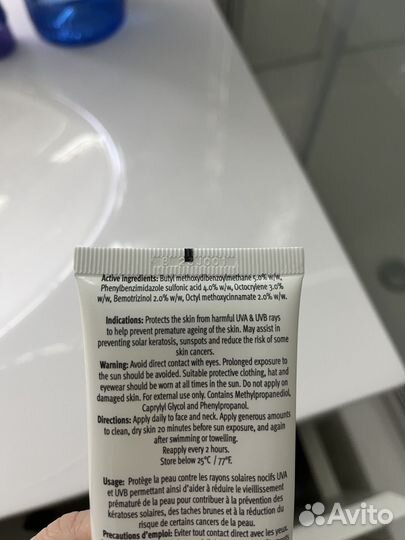 Active Ingredients: Butyl methoxydibenzoylmethane 5.0% w/w,
Phenylbenzimidazole sulfonic acid 4.0% w/w, Octocrylene 3.0%
w/w, Bemotrizinol 2.0% w/w, Octyl methoxycinnamate 2.0% w/w.
Indications: Protects the skin from harmful UVA & UVB rays
to help prevent premature ageing of the skin. May assist in
preventing solar keratosis, sunspots and reduce the risk of some
skin cancers.
Warning: Avoid direct contact with eyes. Prolonged exposure to
the sun should be avoided. Suitable protective clothing, hat and
eyewear should be worn at all times in the sun. Do not apply on
damaged skin. For external use only. Contains Methylpropanediol,
Caprylyl Glycol and Phenylpropanol.
Directions: Apply daily to face and neck. Apply generous amounts
to clean, dry skin 20 minutes before sun exposure, and again
after swimming or towelling.
Reapply every 2 hours.
Store below 25°C / 77°F.
Usage: Protège la peau contre les rayons solaires nocifs UVA
et UVB permettant ainsi d'aider à réduire le vieillissement
prématuré de la peau pour contribuer à la prévention des
kératoses solaires, des taches brunes et à la réduction du
risque de certains cancers de la peau.
Précautions d'emploi: Eviter tout contact direct avec les yeux.
Avito